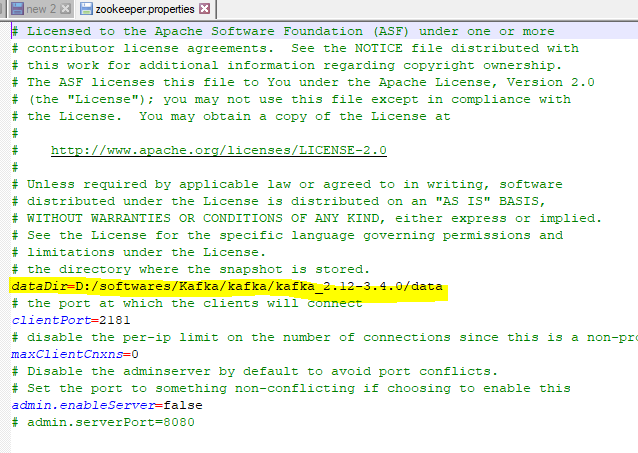 new 2 zookeeper.properties
# Licensed to the Apache Software Foundation (ASF) under one or more
# contributor license agreements.  See the NOTICE file distributed with
# this work for additional information regarding copyright ownership.
# The ASF licenses this file to You under the Apache License, Version 2.0
# (the "License"); you may not use this file except in compliance with
# the License.  You may obtain a copy of the License at
#
#    http://www.apache.org/licenses/LICENSE-2.0
#
# Unless required by applicable law or agreed to in writing, software
# distributed under the License is distributed on an "AS IS" BASIS,
# WITHOUT WARRANTIES OR CONDITIONS OF ANY KIND, either express or implied.
# See the License for the specific language governing permissions and
# limitations under the License.
# the directory where the snapshot is stored.
dataDir=D:/softwares/Kafka/kafka/kafka_2.12-3.4.0/data
# the port at which the clients will connect
clientPort=2181
# disable the per-ip limit on the number of connections since this is a non-pro
maxClientCnxns=0
# Disable the adminserver by default to avoid port conflicts.
# Set the port to something non-conflicting if choosing to enable this
admin.enableServer=false
# admin.serverPort=8080